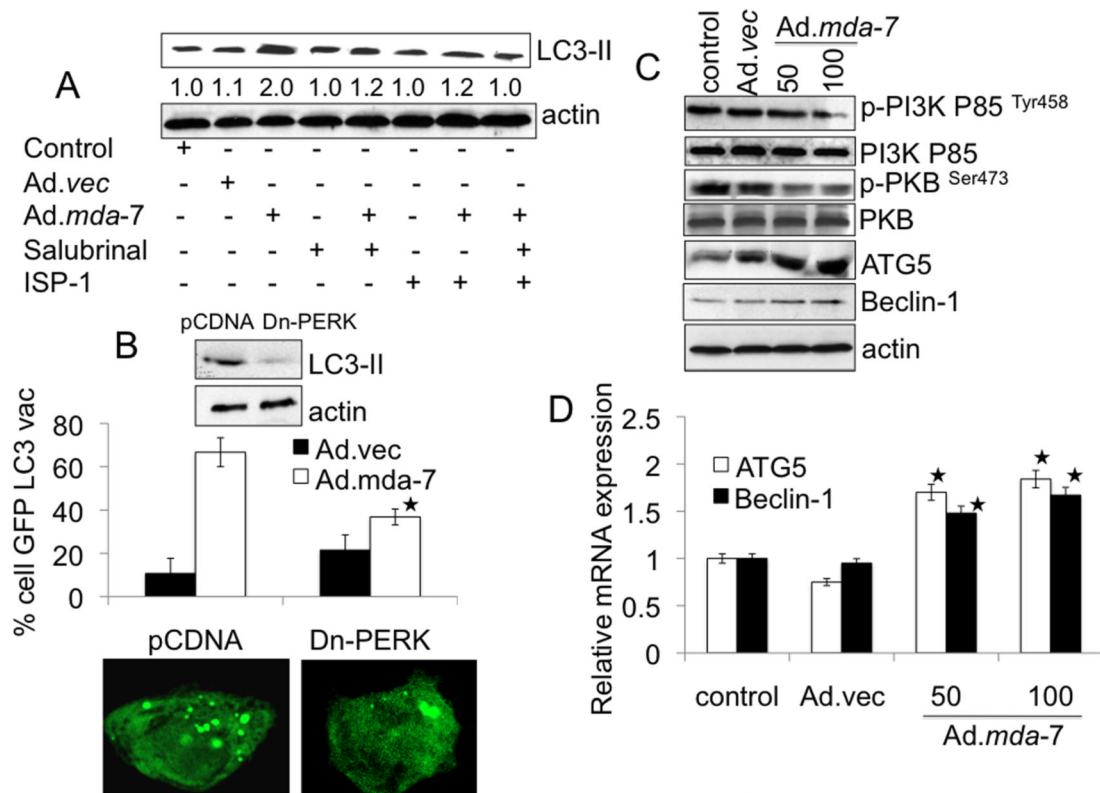 A
LC3-II
1.0 1.1 2.0 1.0 1.2 1.0 1.2 1.0
actin
Control + - - - - - - -
Ad.vec - + - - - - - -
Ad.mda-7 - - + - + - + +
Salubrinal - - - + + - - +
ISP-1 - - - - - + + +
B
pCDNA Dn-PERK
LC3-II
actin
% cell GFP LC3 vac
80
60
40
20
0
Ad.vec
Ad.mda-7
★
pCDNA Dn-PERK
C
control Ad.vec Ad.mda-7
50 100
p-PI3K P85 Tyr458
PI3K P85
p-PKB Ser473
PKB
ATG5
Beclin-1
actin
D
Relative mRNA expression
2.5
2
1.5
1
0.5
0
ATG5
Beclin-1
★ ★ ★ ★
control Ad.vec 50 100
Ad.mda-7